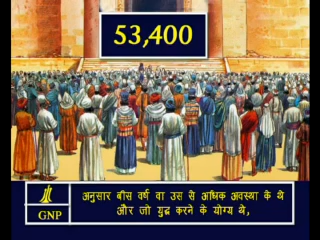 53,400
अनुसार बीस वर्ष वा उस से अधिक अवस्था के थे
और जो युद्ध करने के योग्य थे,
GNP